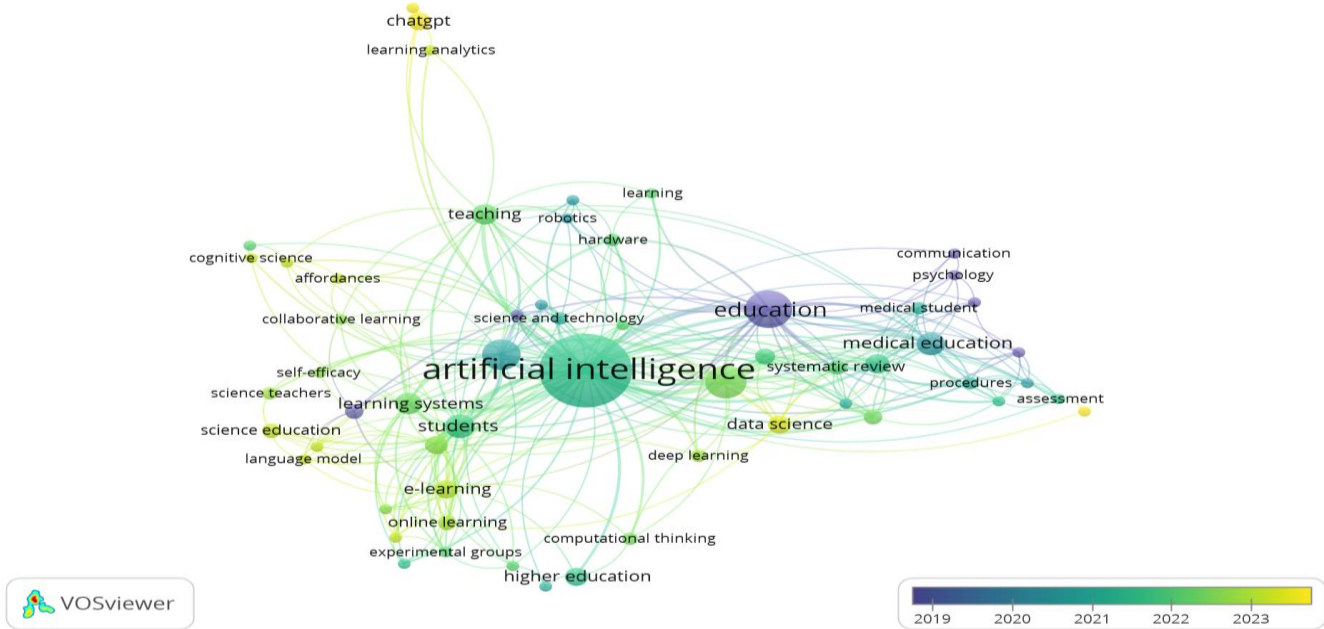 chatgpt
learning analytics
learning
teaching
robotics
hardware
communication
cognitive science
psychology
affordances
medical student
education
collaborative learning
science and technology
medical education
artificial intelligence
systematic review
self-efficacy
procedures
science teachers
assessment
learning systems
students
data science
science education
deep learning
language model
e-learning
online learning
computational thinking
experimental groups
higher education
VOSviewer
2019 2020 2021 2022 2023